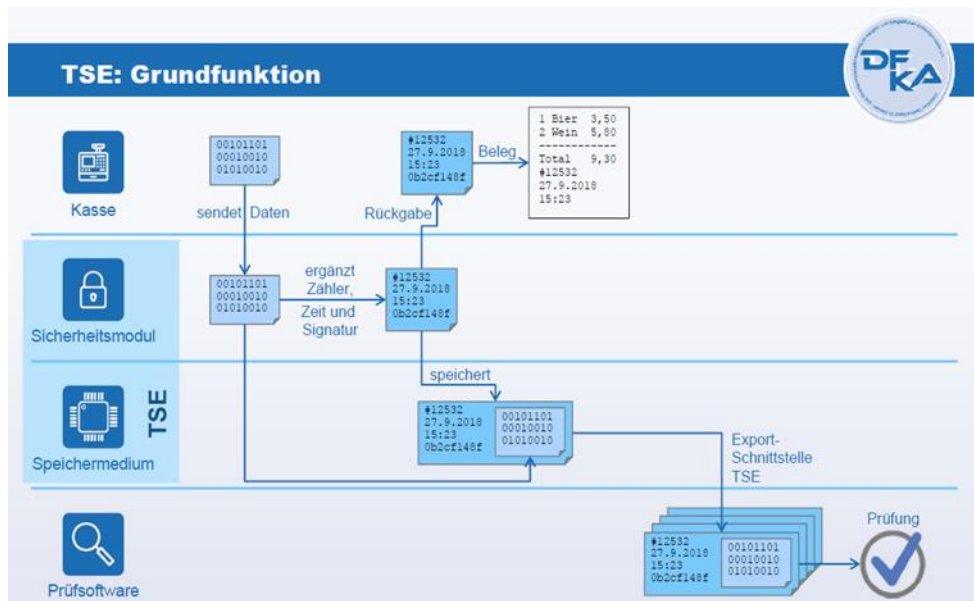 TSE: Grundfunktion
DFKA
Kasse
00101101
00010010
01010010
sendet Daten
#12532
27.9.2018
15:23
0b2cf148f
Rückgabe
Beleg
1 Bier 3,50
2 Wein 5,80
------------
Total 9,30
#12532
27.9.2018
15:23
Sicherheitsmodul
00101101
00010010
01010010
ergänzt
Zähler,
Zeit und
Signatur
#12532
27.9.2018
15:23
0b2cf148f
TSE
Speichermedium
speichert
#12532
27.9.2018
15:23
0b2cf148f
00101101
00010010
01010010
Export-
Schnittstelle
TSE
Prüfsoftware
#12532
27.9.2018
15:23
0b2cf148f
00101101
00010010
01010010
Prüfung